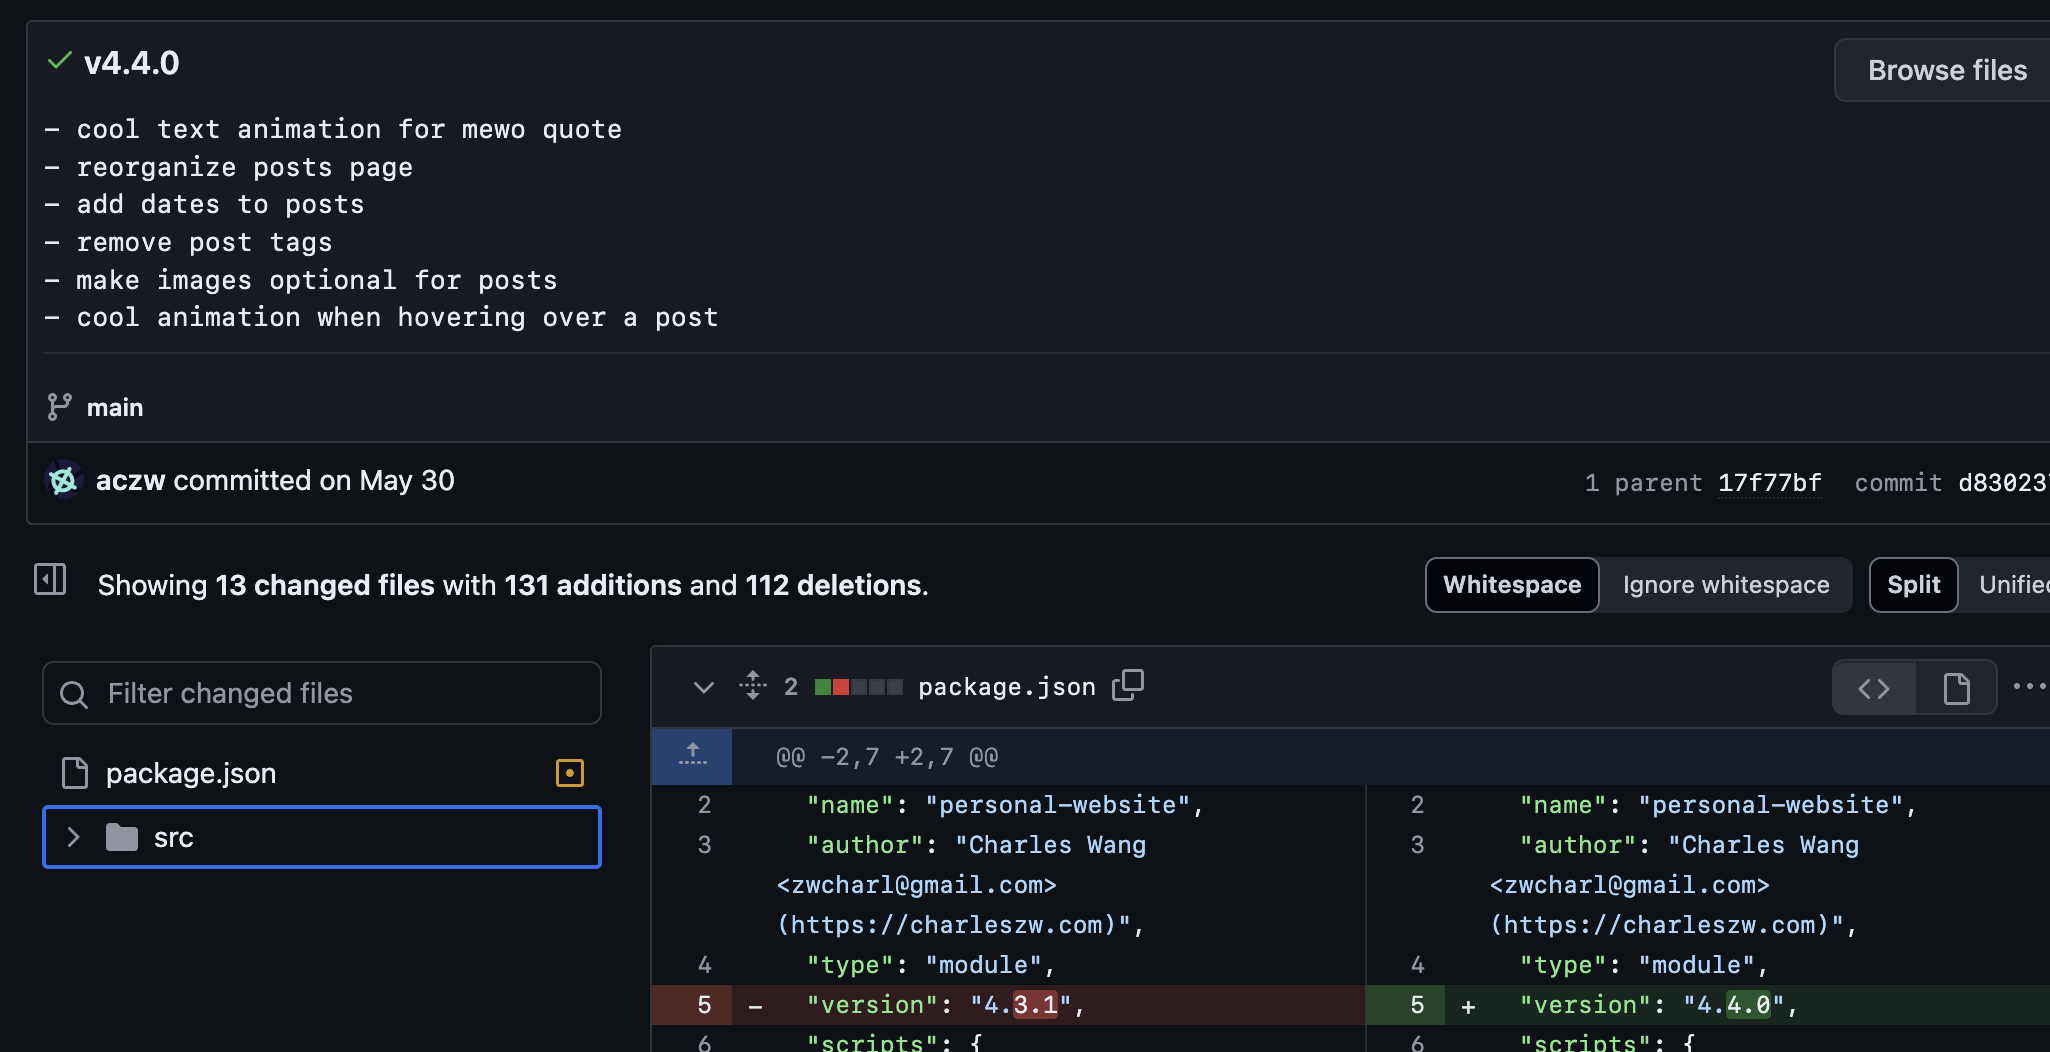 v4.4.0
Browse files
- cool text animation for mewo quote
- reorganize posts page
- add dates to posts
- remove post tags
- make images optional for posts
- cool animation when hovering over a post
main
aczw committed on May 30
1 parent 17f77bf commit d830237
Showing 13 changed files with 131 additions and 112 deletions.
Whitespace Ignore whitespace Split Unified
Filter changed files
package.json
src
2 package.json
@@ -2,7 +2,7 @@
2 "name": "personal-website",
3 "author": "Charles Wang
<zwcharl@gmail.com>
(https://charleszw.com)",
4 "type": "module",
5 - "version": "4.3.1",
6 "scripts": {
2 "name": "personal-website",
3 "author": "Charles Wang
<zwcharl@gmail.com>
(https://charleszw.com)",
4 "type": "module",
5 + "version": "4.4.0",
6 "scripts": {